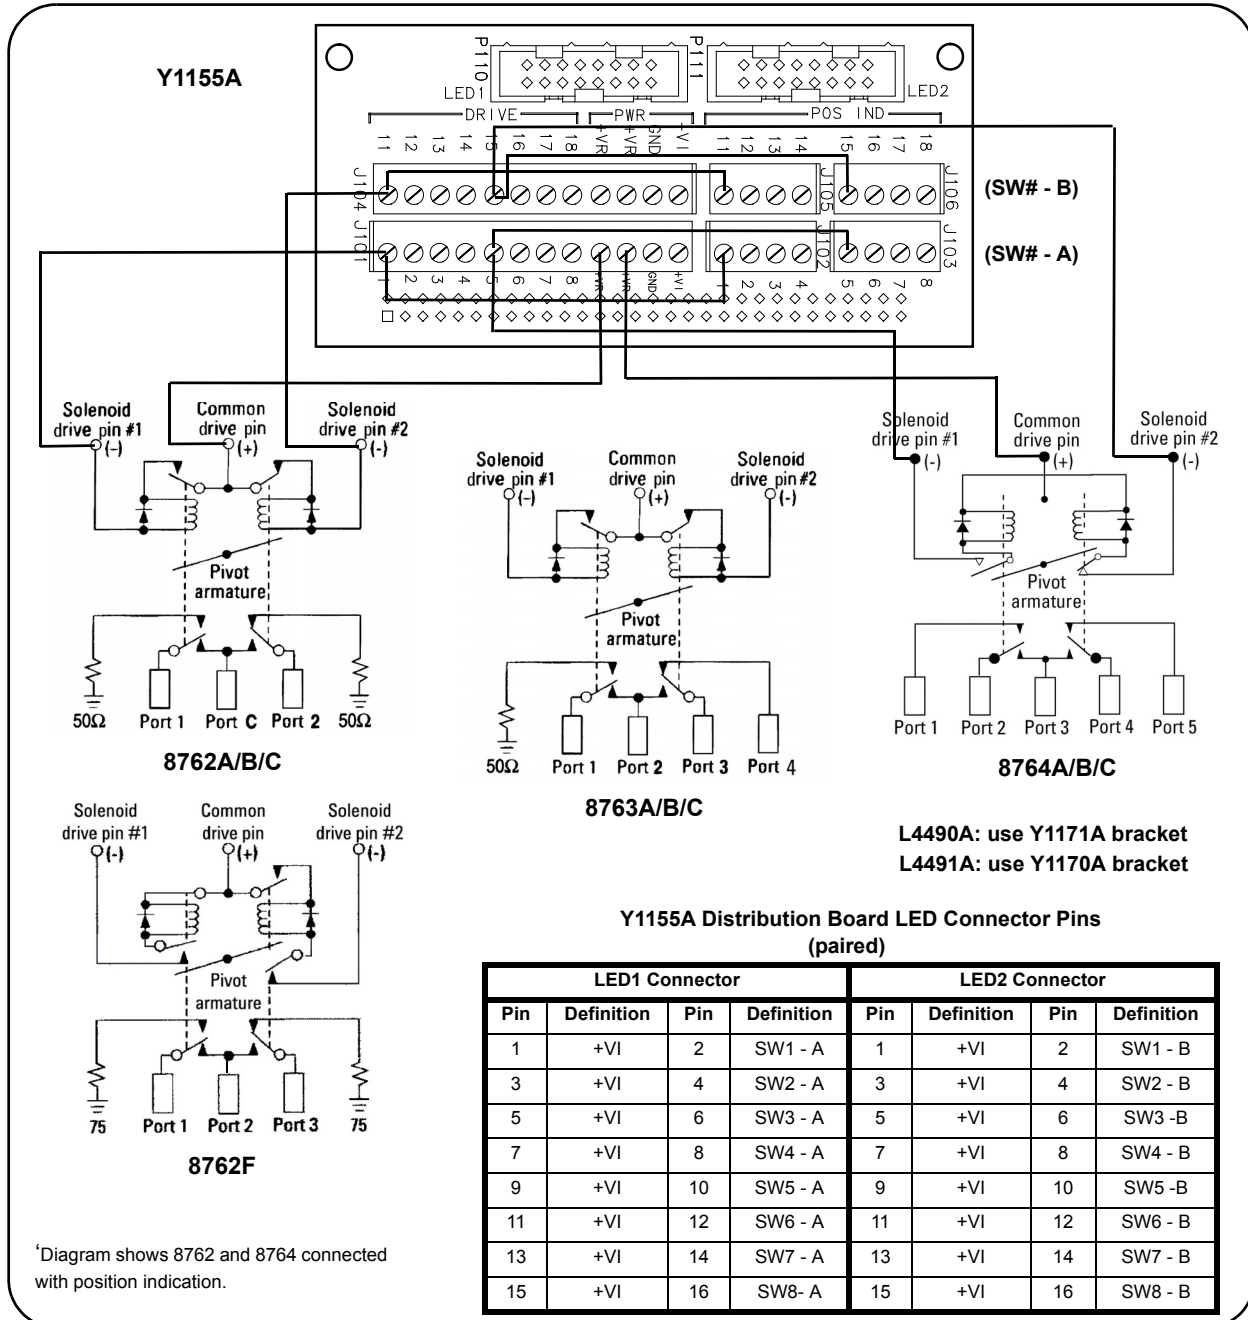 Y1155A
P110
P111
LED1
LED2
DRIVE
PWR
POS IND
11 12 13 14 15 16 17 18 +VR +VR GND +VI 11 12 13 14 15 16 17 18
J104
J105
J106
(SW# - B)
J101
J102
J103
(SW# - A)
1 2 3 4 5 6 7 8 +VR GND +VI 1 2 3 4 5 6 7 8
Solenoid drive pin #1 (-)
Common drive pin (+)
Solenoid drive pin #2 (-)
Pivot armature
50Ω
Port 1
Port C
Port 2
50Ω
8762A/B/C
Solenoid drive pin #1 (-)
Common drive pin (+)
Solenoid drive pin #2 (-)
Pivot armature
50Ω
Port 1
Port 2
Port 3
Port 4
8763A/B/C
Solenoid drive pin #1 (-)
Common drive pin (+)
Solenoid drive pin #2 (-)
Pivot armature
Port 1
Port 2
Port 3
Port 4
Port 5
8764A/B/C
Solenoid drive pin #1 (-)
Common drive pin (+)
Solenoid drive pin #2 (-)
Pivot armature
75
Port 1
Port 2
Port 3
75
8762F
L4490A: use Y1171A bracket
L4491A: use Y1170A bracket
Y1155A Distribution Board LED Connector Pins
(paired)
LED1 Connector LED2 Connector
Pin Definition Pin Definition Pin Definition Pin Definition
1 +VI 2 SW1 - A 1 +VI 2 SW1 - B
3 +VI 4 SW2 - A 3 +VI 4 SW2 - B
5 +VI 6 SW3 - A 5 +VI 6 SW3 -B
7 +VI 8 SW4 - A 7 +VI 8 SW4 - B
9 +VI 10 SW5 - A 9 +VI 10 SW5 -B
11 +VI 12 SW6 - A 11 +VI 12 SW6 - B
13 +VI 14 SW7 - A 13 +VI 14 SW7 - B
15 +VI 16 SW8- A 15 +VI 16 SW8 - B
‘Diagram shows 8762 and 8764 connected
with position indication.